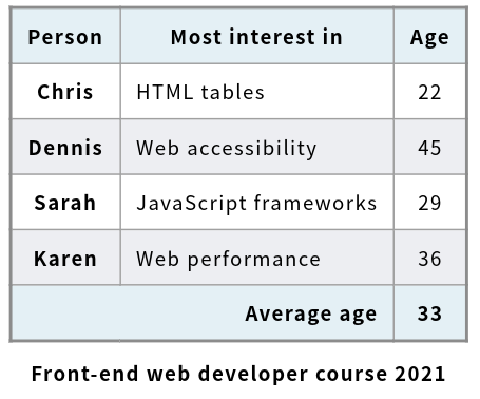 Person Most interest in Age
Chris HTML tables 22
Dennis Web accessibility 45
Sarah JavaScript frameworks 29
Karen Web performance 36
Average age 33
Front-end web developer course 2021